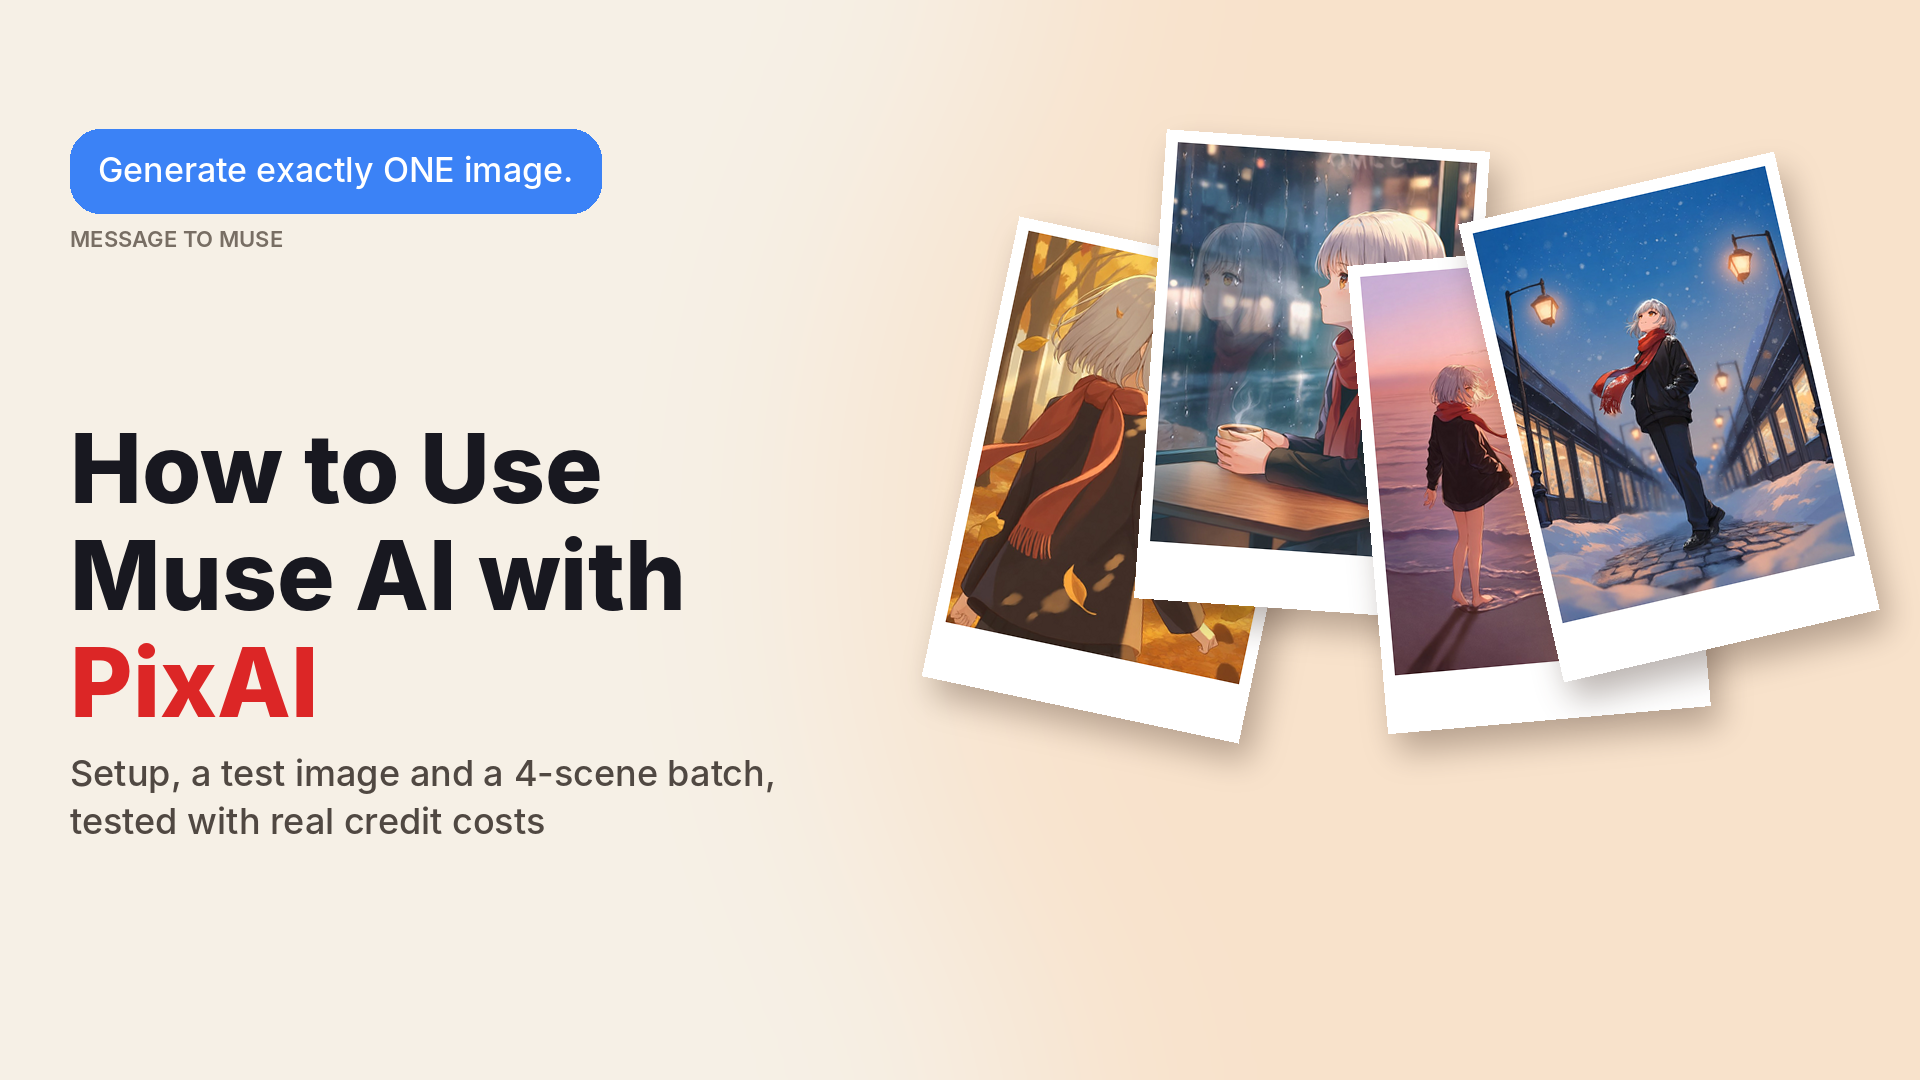 Generate exactly ONE image.
MESSAGE TO MUSE
How to Use
Muse AI with
PixAI
Setup, a test image and a 4-scene batch,
tested with real credit costs